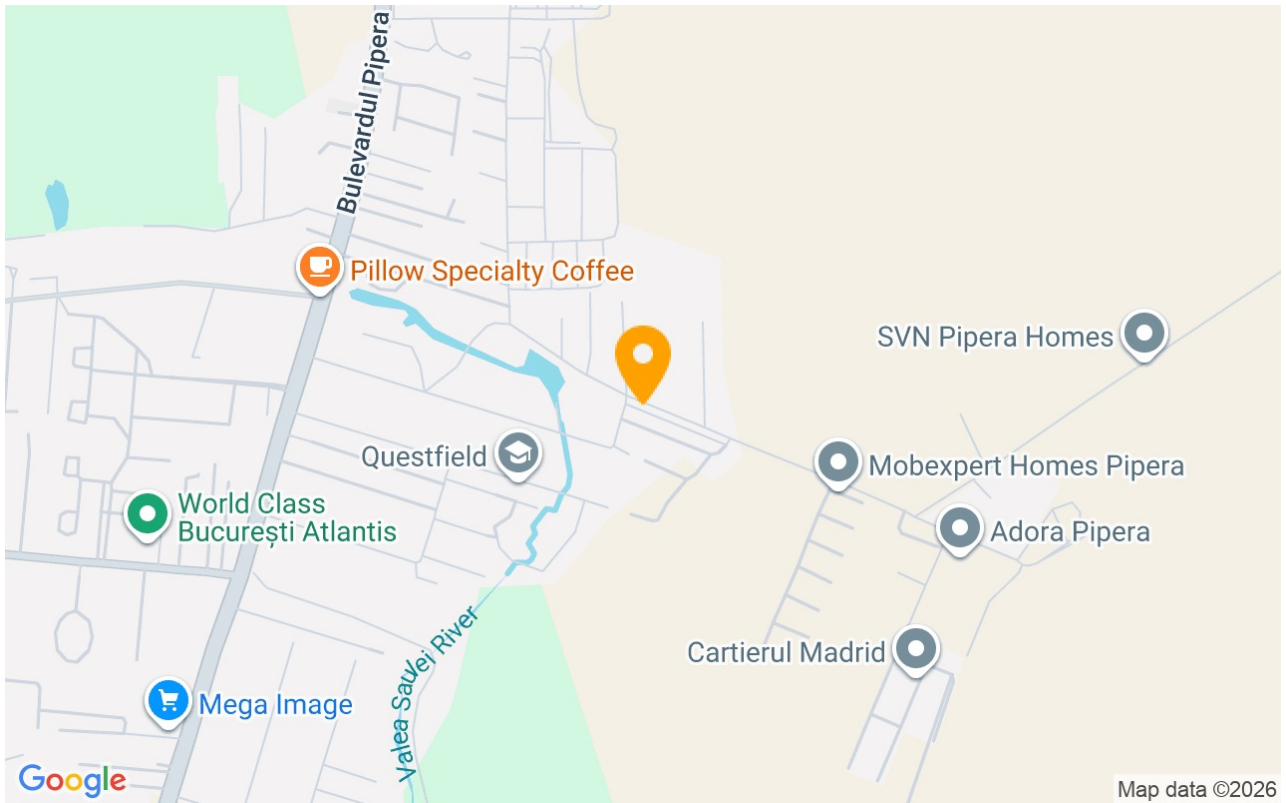 Bulevardul Pipera
Pillow Specialty Coffee
SVN Pipera Homes
Questfield
Mobexpert Homes Pipera
World Class
București Atlantis
Adora Pipera
Cartierul Madrid
Valea Saulei River
Mega Image
Google
Map data ©2026